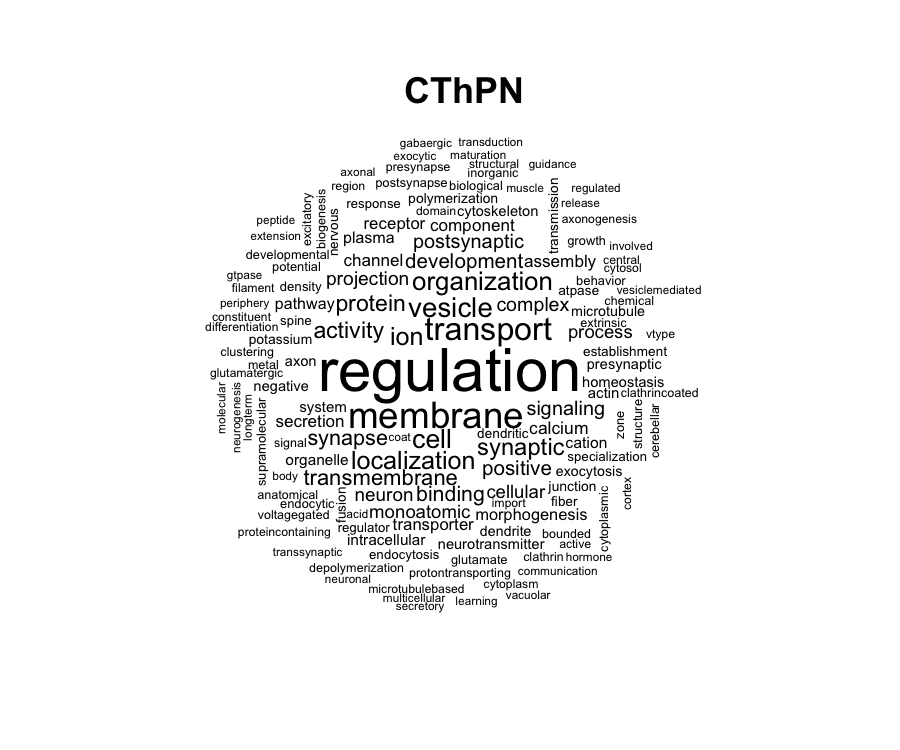 CThPN
gabaergic transduction
exocytic maturation
presynapse structural guidance
axonal inorganic
region postsynapse biological muscle regulated
excitatory biogenesis nervous response polymerization transmission release
peptide domain cytoskeleton axonogenesis
receptor component
extension plasma postsynaptic growth involved
developmental channel development assembly central
potential cytosol
gtpase projection organization behavior
filament density atpase vesiclemediated
periphery pathway protein vesicle complex chemical
constituent microtubule
differentiation spine activity ion transport extrinsic process vtype
potassium
clustering establishment
metal axon regulation presynaptic
glutamatergic negative homeostasis
molecular neurogenesis longterm supramolecular actin clathrincoated
system membrane signaling zone structure cerebellar
secretion calcium
signal synapse coat cell dendritic synaptic cation
organelle localization positive specialization
body transmembrane exocytosis
anatomical neuron binding cellular junction cortex
endocytic fusion import fiber cytoplasmic
voltagegated acid monoatomic morphogenesis
proteincontaining regulator transporter dendrite bounded
intracellular neurotransmitter active
transsynaptic endocytosis glutamate clathrin hormone
depolymerization protontransporting communication
neuronal
microtubulebased cytoplasm
multicellular vacuolar
secretory learning